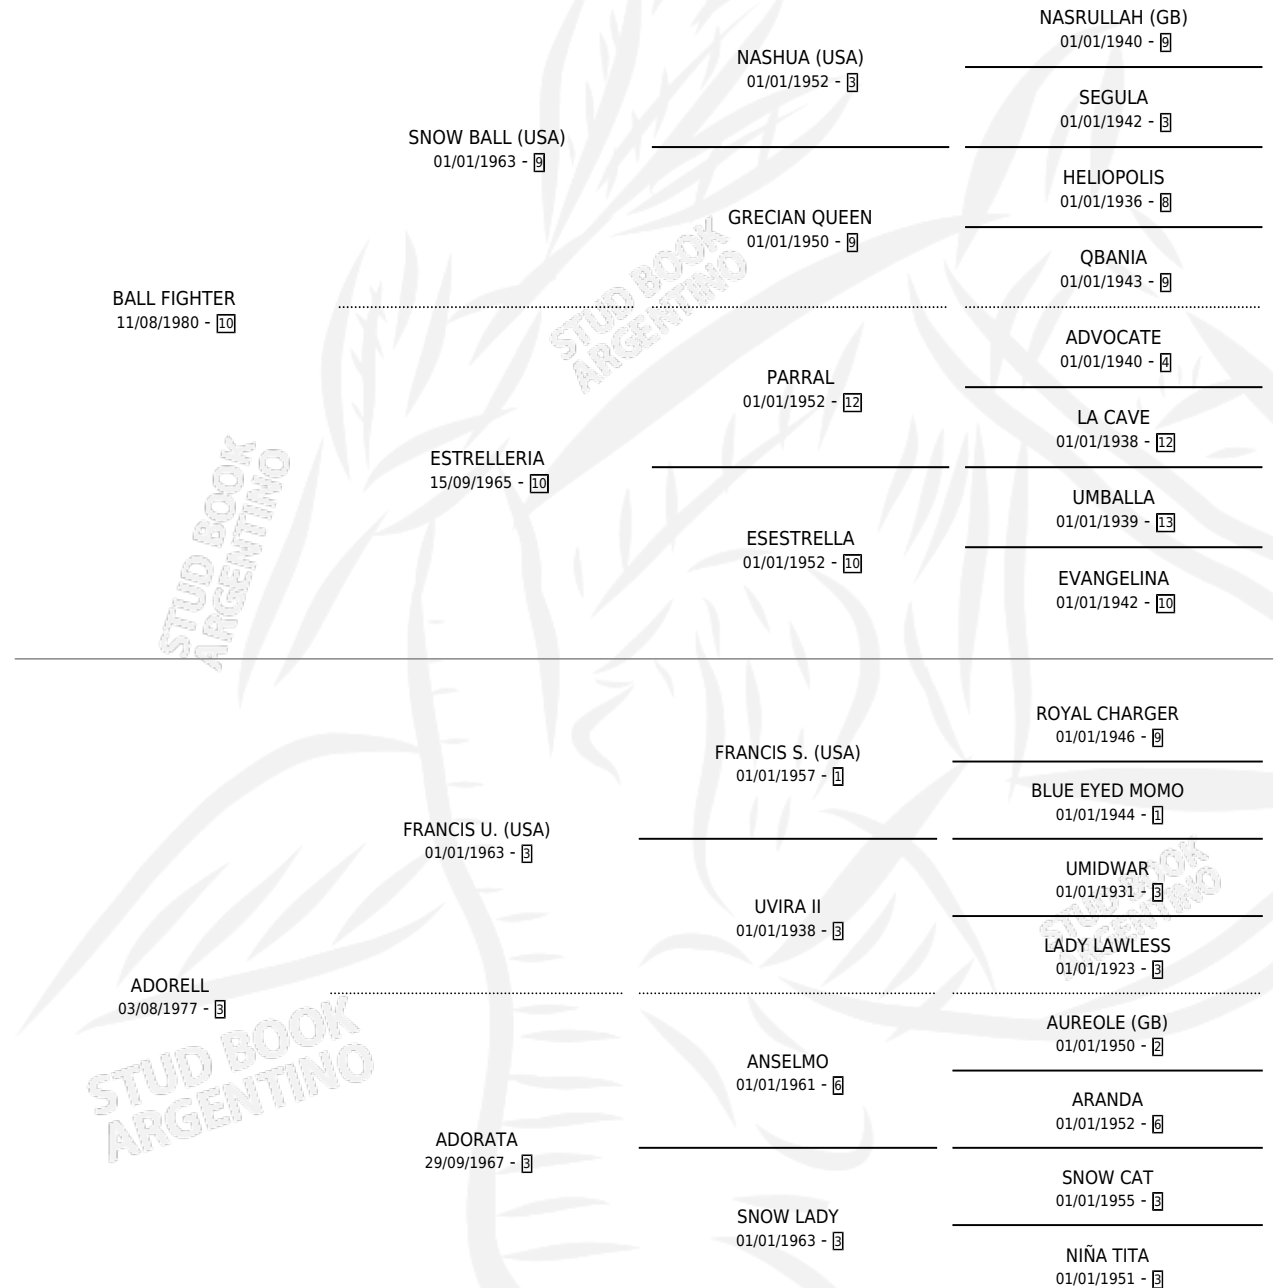 NASRULLAH (GB)
01/01/1940 - 9
NASHUA (USA)
01/01/1952 - 3
SEGULA
01/01/1942 - 3
SNOW BALL (USA)
01/01/1963 - 9
HELIOPOLIS
01/01/1936 - 8
GRECIAN QUEEN
01/01/1950 - 9
QBANIA
01/01/1943 - 9
BALL FIGHTER
11/08/1980 - 10
STUD BOOK
ARGENTINO
ADVOCATE
01/01/1940 - 4
PARRAL
01/01/1952 - 12
LA CAVE
01/01/1938 - 12
ESTRELLERIA
15/09/1965 - 10
UMBALLA
01/01/1939 - 13
ESESTRELLA
01/01/1952 - 10
EVANGELINA
01/01/1942 - 10
STUD BOOK
ARGENTINO
ROYAL CHARGER
01/01/1946 - 9
FRANCIS S. (USA)
01/01/1957 - 1
BLUE EYED MOMO
01/01/1944 - 1
FRANCIS U. (USA)
01/01/1963 - 3
UMIDWAR
01/01/1931 - 3
UVIRA II
01/01/1938 - 3
LADY LAWLESS
01/01/1923 - 3
STUD BOOK
ARGENTINO
ADORELL
03/08/1977 - 3
AUREOLE (GB)
01/01/1950 - 2
ANSELMO
01/01/1961 - 6
ARANDA
01/01/1952 - 6
STUD BOOK
ARGENTINO
ADORATA
29/09/1967 - 3
SNOW CAT
01/01/1955 - 3
SNOW LADY
01/01/1963 - 3
NIÑA TITA
01/01/1951 - 3